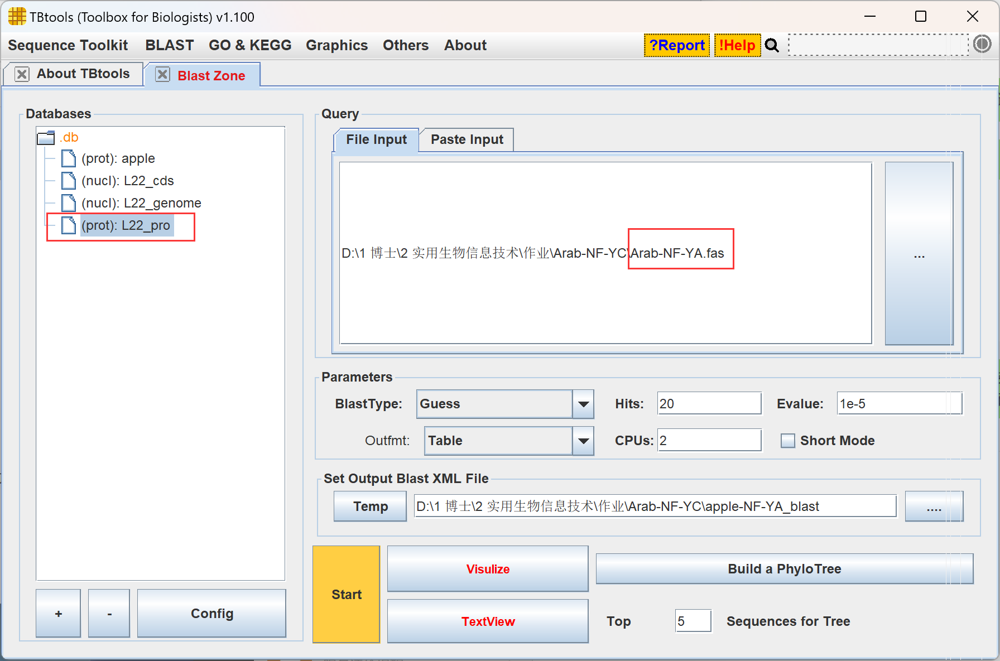 TBtools (Toolbox for Biologists) v1.100
Sequence Toolkit BLAST GO & KEGG Graphics Others About ?Report !Help
About TBtools Blast Zone
Databases
.db
(prot): apple
(nucl): L22_cds
(nucl): L22_genome
(prot): L22_pro
+ - Config
Query
File Input Paste Input
D:\1 博士\2 实用生物信息技术\作业\Arab-NF-YC\Arab-NF-YA.fas
...
Parameters
BlastType: Guess Hits: 20 Evalue: 1e-5
Outfmt: Table CPUs: 2 Short Mode
Set Output Blast XML File
Temp D:\1 博士\2 实用生物信息技术\作业\Arab-NF-YC\apple-NF-YA_blast ....
Start
Visulize
Build a PhyloTree
TextView
Top 5 Sequences for Tree